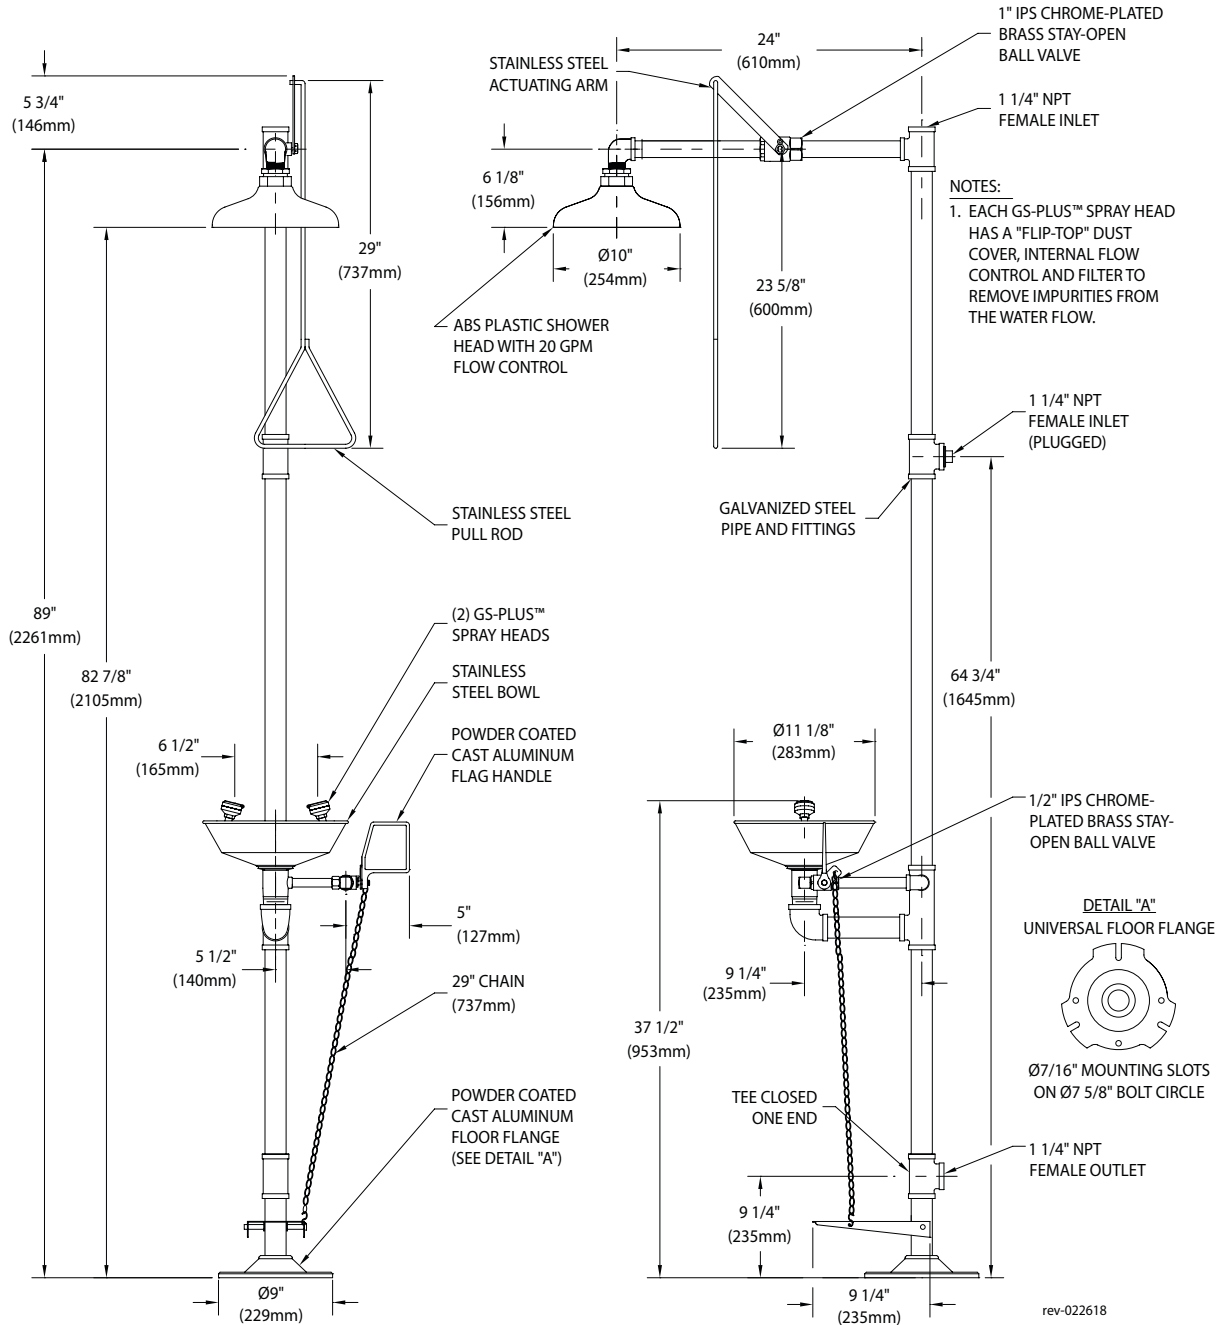 1" IPS CHROME-PLATED
BRASS STAY-OPEN
BALL VALVE
24"
(610mm)
STAINLESS STEEL
ACTUATING ARM
5 3/4"
(146mm)
1 1/4" NPT
FEMALE INLET
6 1/8"
(156mm)
NOTES:
1. EACH GS-PLUS™ SPRAY HEAD
HAS A "FLIP-TOP" DUST
COVER, INTERNAL FLOW
CONTROL AND FILTER TO
REMOVE IMPURITIES FROM
THE WATER FLOW.
29"
(737mm)
Ø10"
(254mm)
23 5/8"
(600mm)
ABS PLASTIC SHOWER
HEAD WITH 20 GPM
FLOW CONTROL
1 1/4" NPT
FEMALE INLET
(PLUGGED)
STAINLESS STEEL
PULL ROD
GALVANIZED STEEL
PIPE AND FITTINGS
89"
(2261mm)
(2) GS-PLUS™
SPRAY HEADS
82 7/8"
(2105mm)
STAINLESS
STEEL BOWL
64 3/4"
(1645mm)
6 1/2"
(165mm)
POWDER COATED
CAST ALUMINUM
FLAG HANDLE
Ø11 1/8"
(283mm)
1/2" IPS CHROME-
PLATED BRASS STAY-
OPEN BALL VALVE
5"
(127mm)
DETAIL "A"
UNIVERSAL FLOOR FLANGE
5 1/2"
(140mm)
29" CHAIN
(737mm)
9 1/4"
(235mm)
37 1/2"
(953mm)
Ø7/16" MOUNTING SLOTS
ON Ø7 5/8" BOLT CIRCLE
POWDER COATED
CAST ALUMINUM
FLOOR FLANGE
(SEE DETAIL "A")
TEE CLOSED
ONE END
1 1/4" NPT
FEMALE OUTLET
9 1/4"
(235mm)
Ø9"
(229mm)
9 1/4"
(235mm)
rev-022618